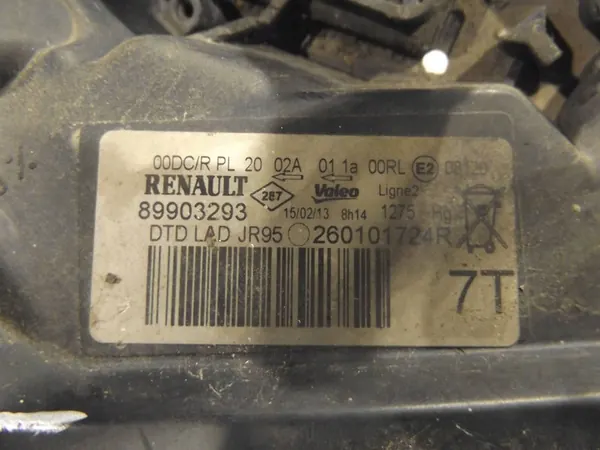 00DC/R PL 20 02A 01 1a 00RL E2
RENAULT 287 Valeo Ligne2
89903293 15/02/13 8h14 1275
DTD LAD JR95 260101724R
7T